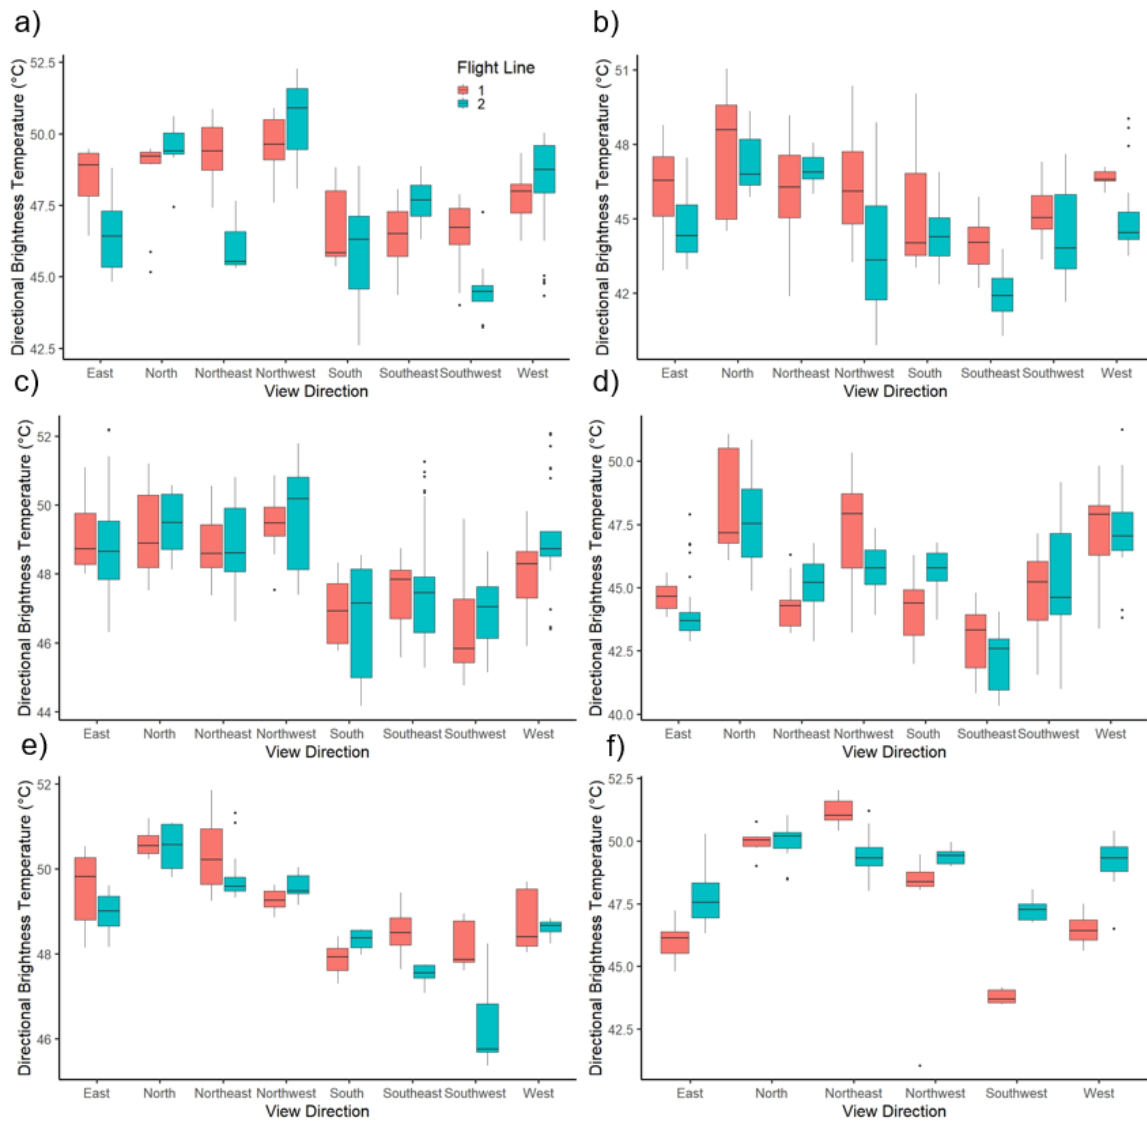 a)
Directional Brightness Temperature (°C)
52.5
50.0
47.5
45.0
42.5
Flight Line
1
2
East North Northeast Northwest South Southeast Southwest West
View Direction
b)
Directional Brightness Temperature (°C)
51
48
45
42
East North Northeast Northwest South Southeast Southwest West
View Direction
c)
Directional Brightness Temperature (°C)
52
50
48
46
44
East North Northeast Northwest South Southeast Southwest West
View Direction
d)
Directional Brightness Temperature (°C)
50.0
47.5
45.0
42.5
40.0
East North Northeast Northwest South Southeast Southwest West
View Direction
e)
Directional Brightness Temperature (°C)
52
50
48
46
East North Northeast Northwest South Southeast Southwest West
View Direction
f)
Directional Brightness Temperature (°C)
52.5
50.0
47.5
45.0
42.5
East North Northeast Northwest Southwest West
View Direction